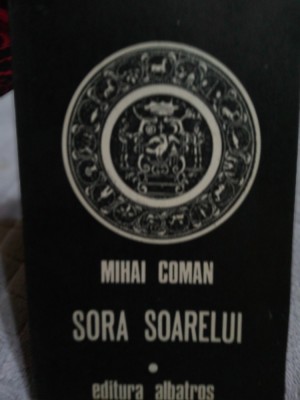 MIHAI COMAN
SORA SOARELUI
editura albatros